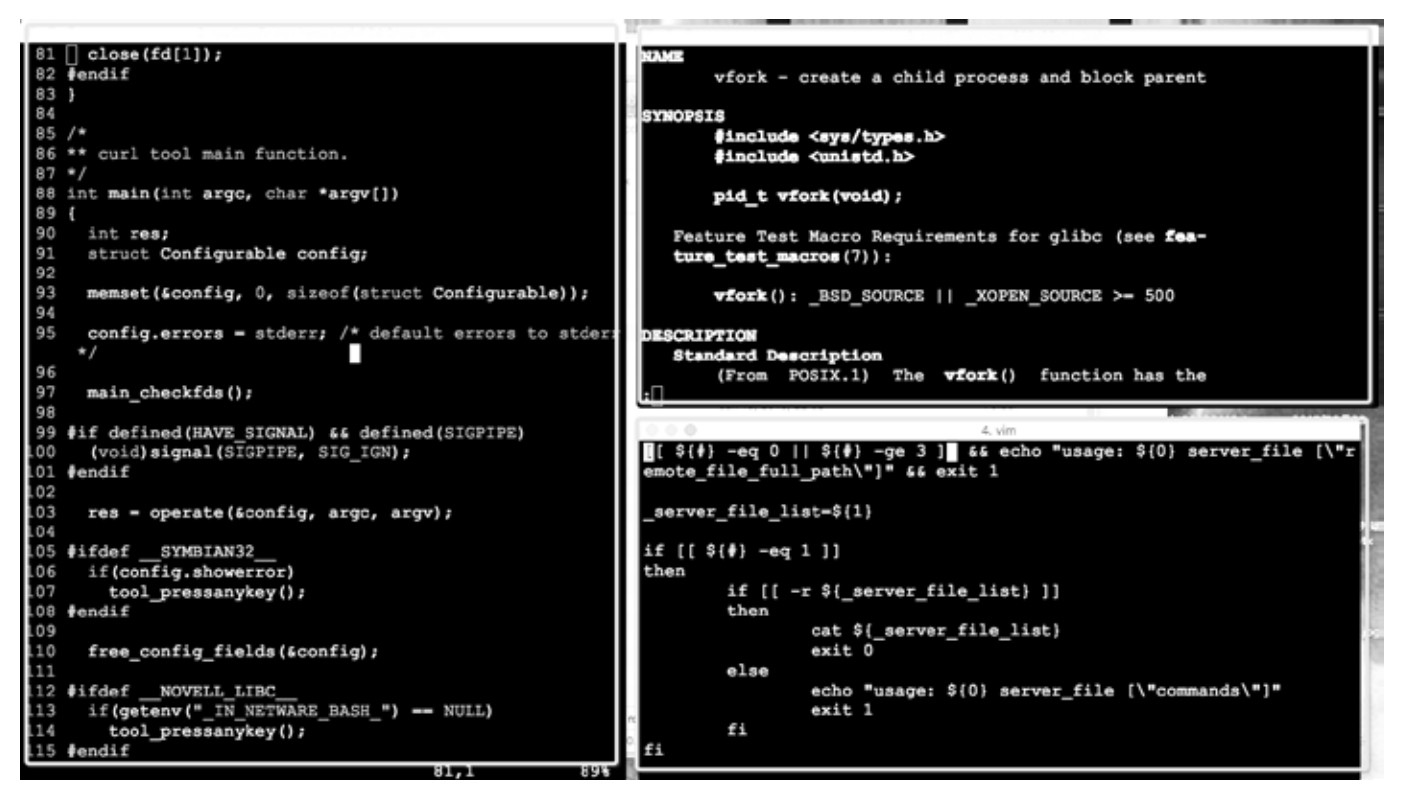 81 close(fd[1]);
82 #endif
83 }
84
85 /*
86 ** curl tool main function.
87 */
88 int main(int argc, char *argv[])
89 {
90 int res;
91 struct Configurable config;
92
93 memset(&config, 0, sizeof(struct Configurable));
94
95 config.errors = stderr; /* default errors to stderr
*/
96
97 main_checkfds();
98
99 #if defined(HAVE_SIGNAL) && defined(SIGPIPE)
100 (void)signal(SIGPIPE, SIG_IGN);
101 #endif
102
103 res = operate(&config, argc, argv);
104
105 #ifdef __SYMBIAN32__
106 if(config.showerror)
107 tool_pressanykey();
108 #endif
109
110 free_config_fields(&config);
111
112 #ifdef __NOVELL_LIBC__
113 if(getenv("_IN_NETWARE_BASH_") == NULL)
114 tool_pressanykey();
115 #endif
81,1 89%
NAME
vfork - create a child process and block parent
SYNOPSIS
#include <sys/types.h>
#include <unistd.h>
pid_t vfork(void);
Feature Test Macro Requirements for glibc (see fea-
ture_test_macros(7)):
vfork(): _BSD_SOURCE || _XOPEN_SOURCE >= 500
DESCRIPTION
Standard Description
(From POSIX.1) The vfork() function has the
:
4. vim
[[ ${#} -eq 0 || ${#} -ge 3 ]] && echo "usage: ${0} server_file [\"r
emote_file_full_path\"]" && exit 1
_server_file_list=${1}
if [[ ${#} -eq 1 ]]
then
if [[ -r ${_server_file_list} ]]
then
cat ${_server_file_list}
exit 0
else
echo "usage: ${0} server_file [\"commands\"]"
exit 1
fi
fi